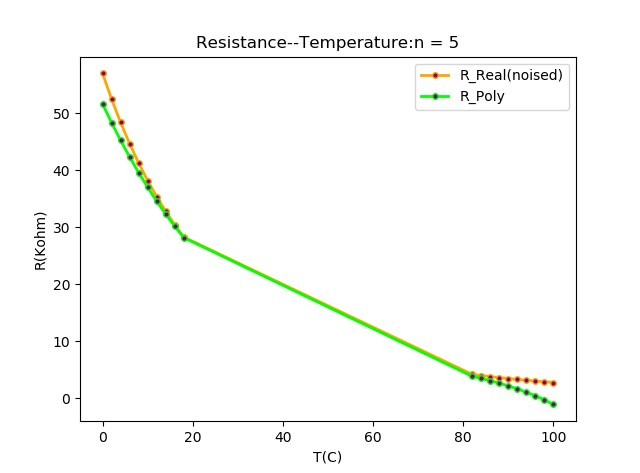 Resistance--Temperature:n = 5
R_Real(noised)
R_Poly
R(Kohm)
50
40
30
20
10
0
0 20 40 60 80 100
T(C)